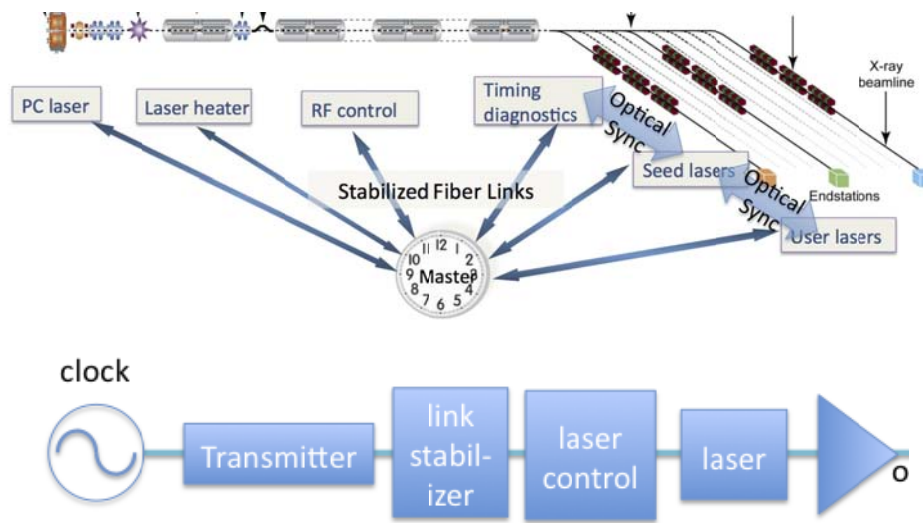 X-ray
beamline
PC laser
Laser heater
RF control
Timing
diagnostics
Optical
Sync
Seed lasers
Endstations
Optical
Sync
User lasers
Stabilized Fiber Links
Master
12
11
1
10
2
9
3
8
4
7
5
6
clock
Transmitter
link
stabil-
izer
laser
control
laser
o